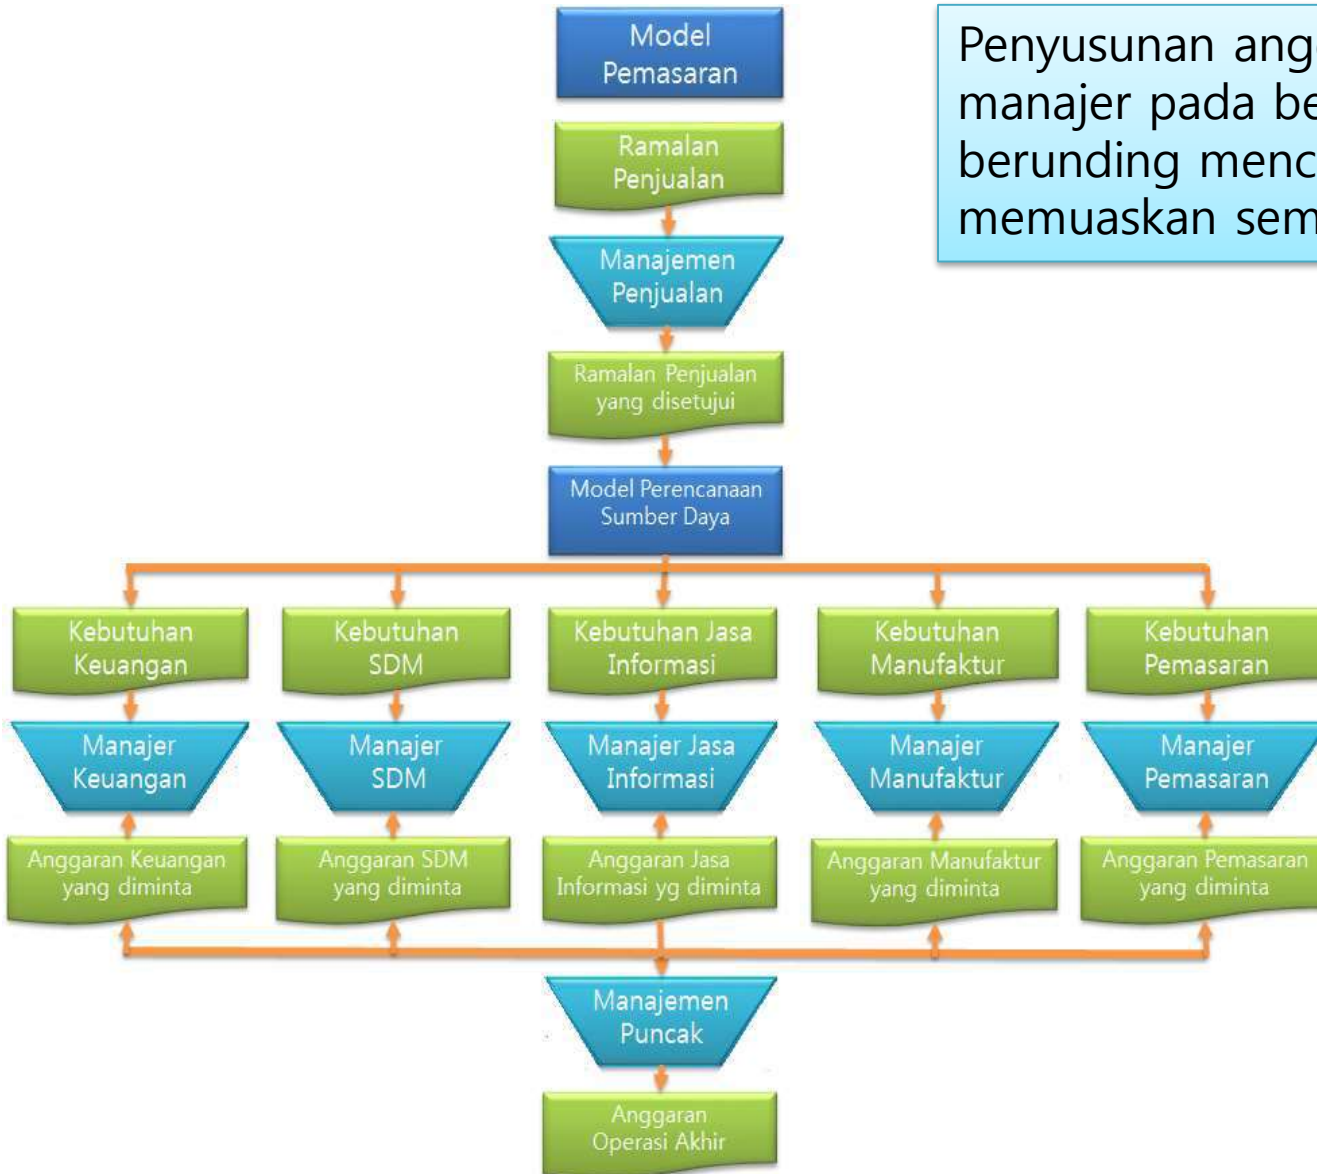 Model
Pemasaran
Penyusunan ang
manajer pada be
berunding menc
memuaskan sem
Ramalan
Penjualan
Manajemen
Penjualan
Ramalan Penjualan
yang disetujui
Model Perencanaan
Sumber Daya
Kebutuhan
Keuangan
Kebutuhan
SDM
Kebutuhan Jasa
Informasi
Kebutuhan
Manufaktur
Kebutuhan
Pemasaran
Manajer
Keuangan
Manajer
SDM
Manajer Jasa
Informasi
Manajer
Manufaktur
Manajer
Pemasaran
Anggaran Keuangan
yang diminta
Anggaran SDM
yang diminta
Anggaran Jasa
Informasi yg diminta
Anggaran Manufaktur
yang diminta
Anggaran Pemasaran
yang diminta
Manajemen
Puncak
Anggaran
Operasi Akhir